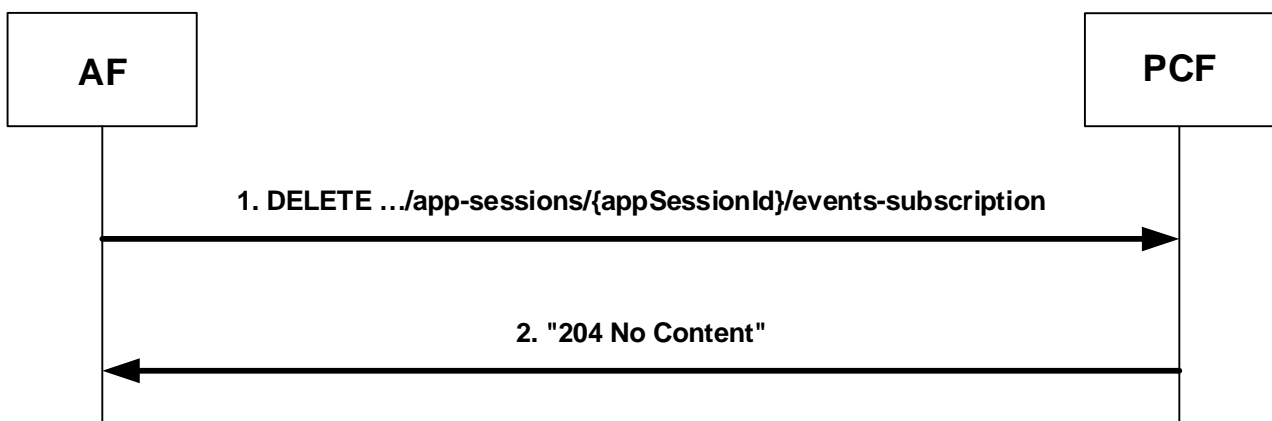 AF
PCF
1. DELETE …/app-sessions/{appSessionId}/events-subscription
2. "204 No Content"